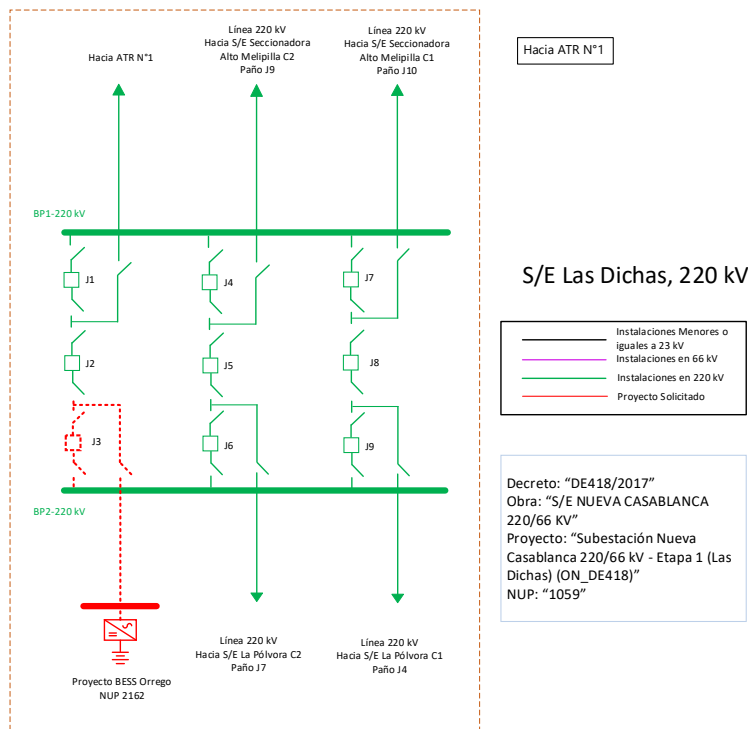 Hacia ATR N°1
Línea 220 kV
Hacia S/E Seccionadora
Alto Melipilla C2
Paño J9
Línea 220 kV
Hacia S/E Seccionadora
Alto Melipilla C1
Paño J10
Hacia ATR N°1
BP1-220 kV
J1
J4
J7
J2
J5
J8
J3
J6
J9
BP2-220 kV
Proyecto BESS Orrego
NUP 2162
Línea 220 kV
Hacia S/E La Pólvora C2
Paño J7
Línea 220 kV
Hacia S/E La Pólvora C1
Paño J4
S/E Las Dichas, 220 kV
Instalaciones Menores o
iguales a 23 kV
Instalaciones en 66 kV
Instalaciones en 220 kV
Proyecto Solicitado
Decreto: “DE418/2017”
Obra: “S/E NUEVA CASABLANCA
220/66 KV”
Proyecto: “Subestación Nueva
Casablanca 220/66 kV - Etapa 1 (Las
Dichas) (ON_DE418)”
NUP: “1059”